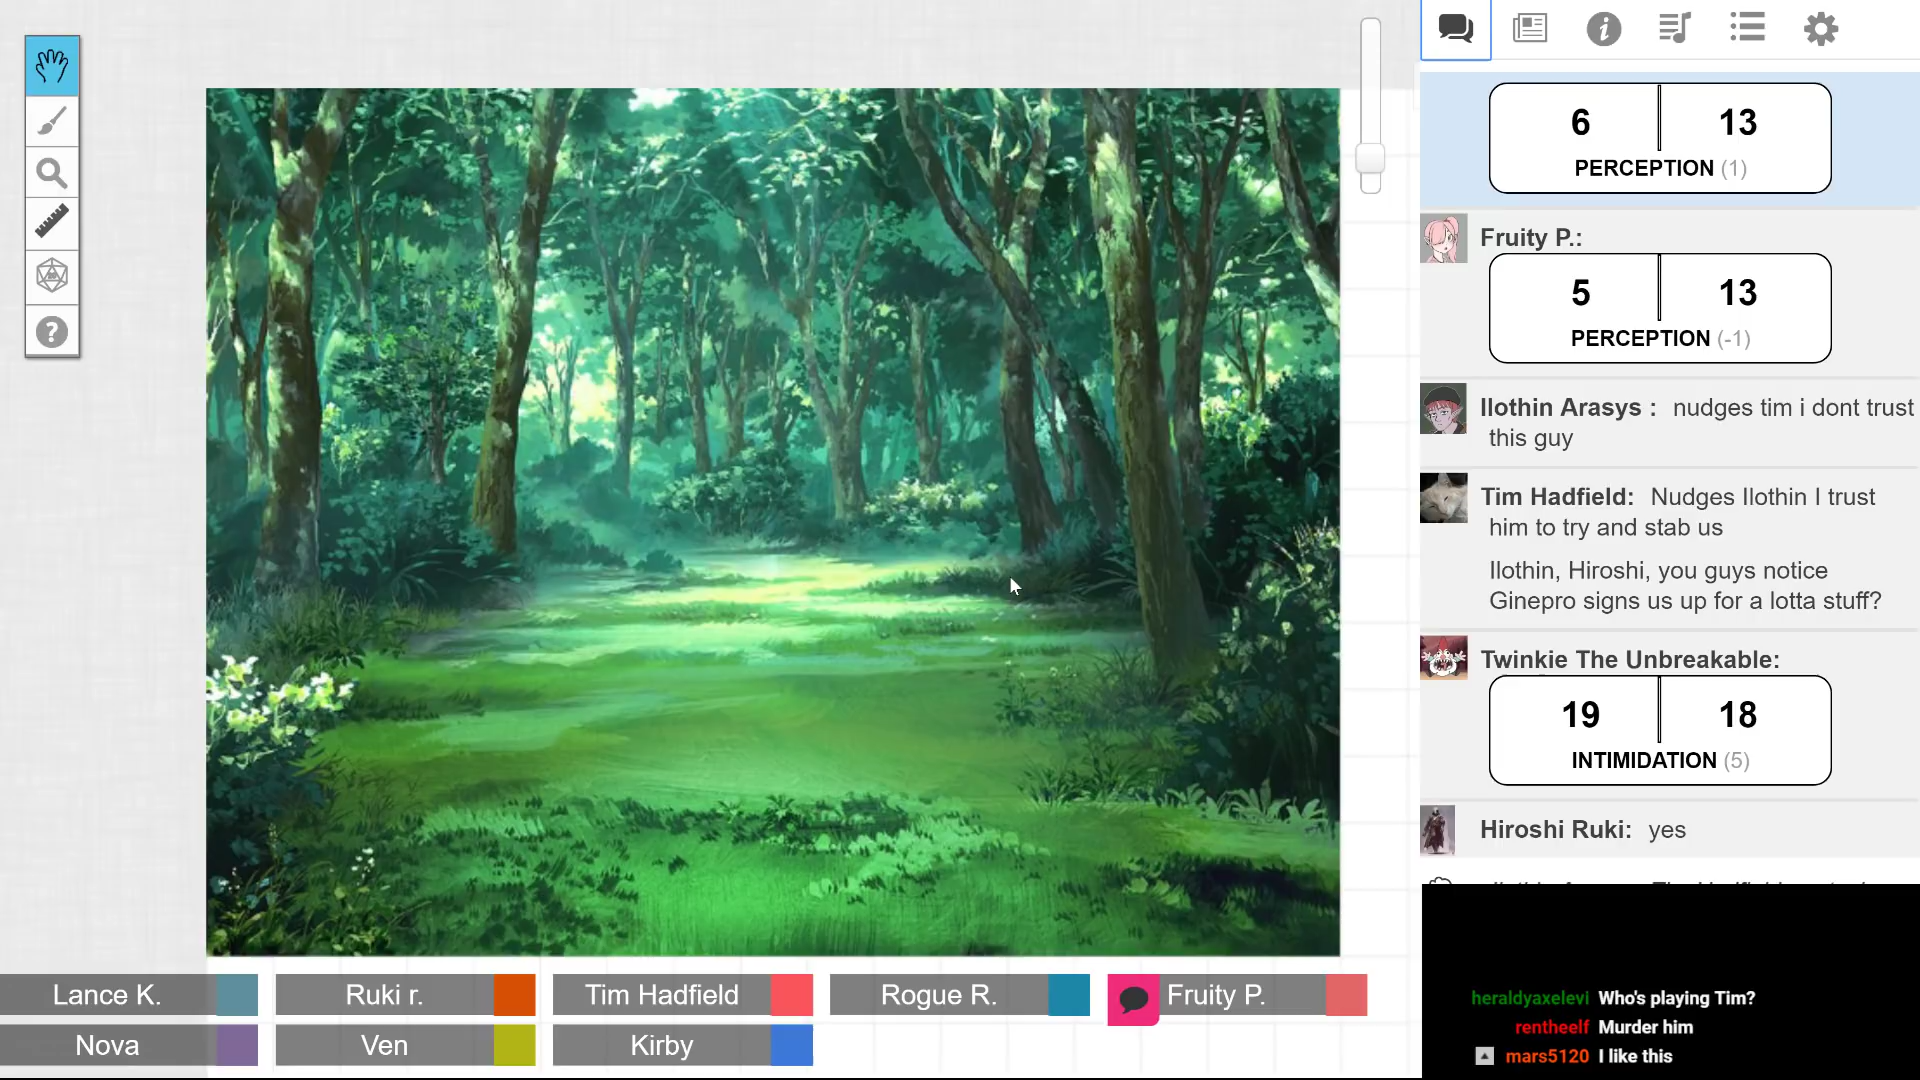 6
13
PERCEPTION (1)
Fruity P.:
5
13
PERCEPTION (-1)
Ilothin Arasys : nudges tim i dont trust
this guy
Tim Hadfield: Nudges Ilothin I trust
him to try and stab us
Ilothin, Hiroshi, you guys notice
Ginepro signs us up for a lotta stuff?
Twinkie The Unbreakable:
19
18
INTIMIDATION (5)
Hiroshi Ruki: yes
heraldyaxelevi Who's playing Tim?
rentheelf Murder him
mars5120 I like this
Lance K.
Ruki r.
Tim Hadfield
Rogue R.
Fruity P.
Nova
Ven
Kirby